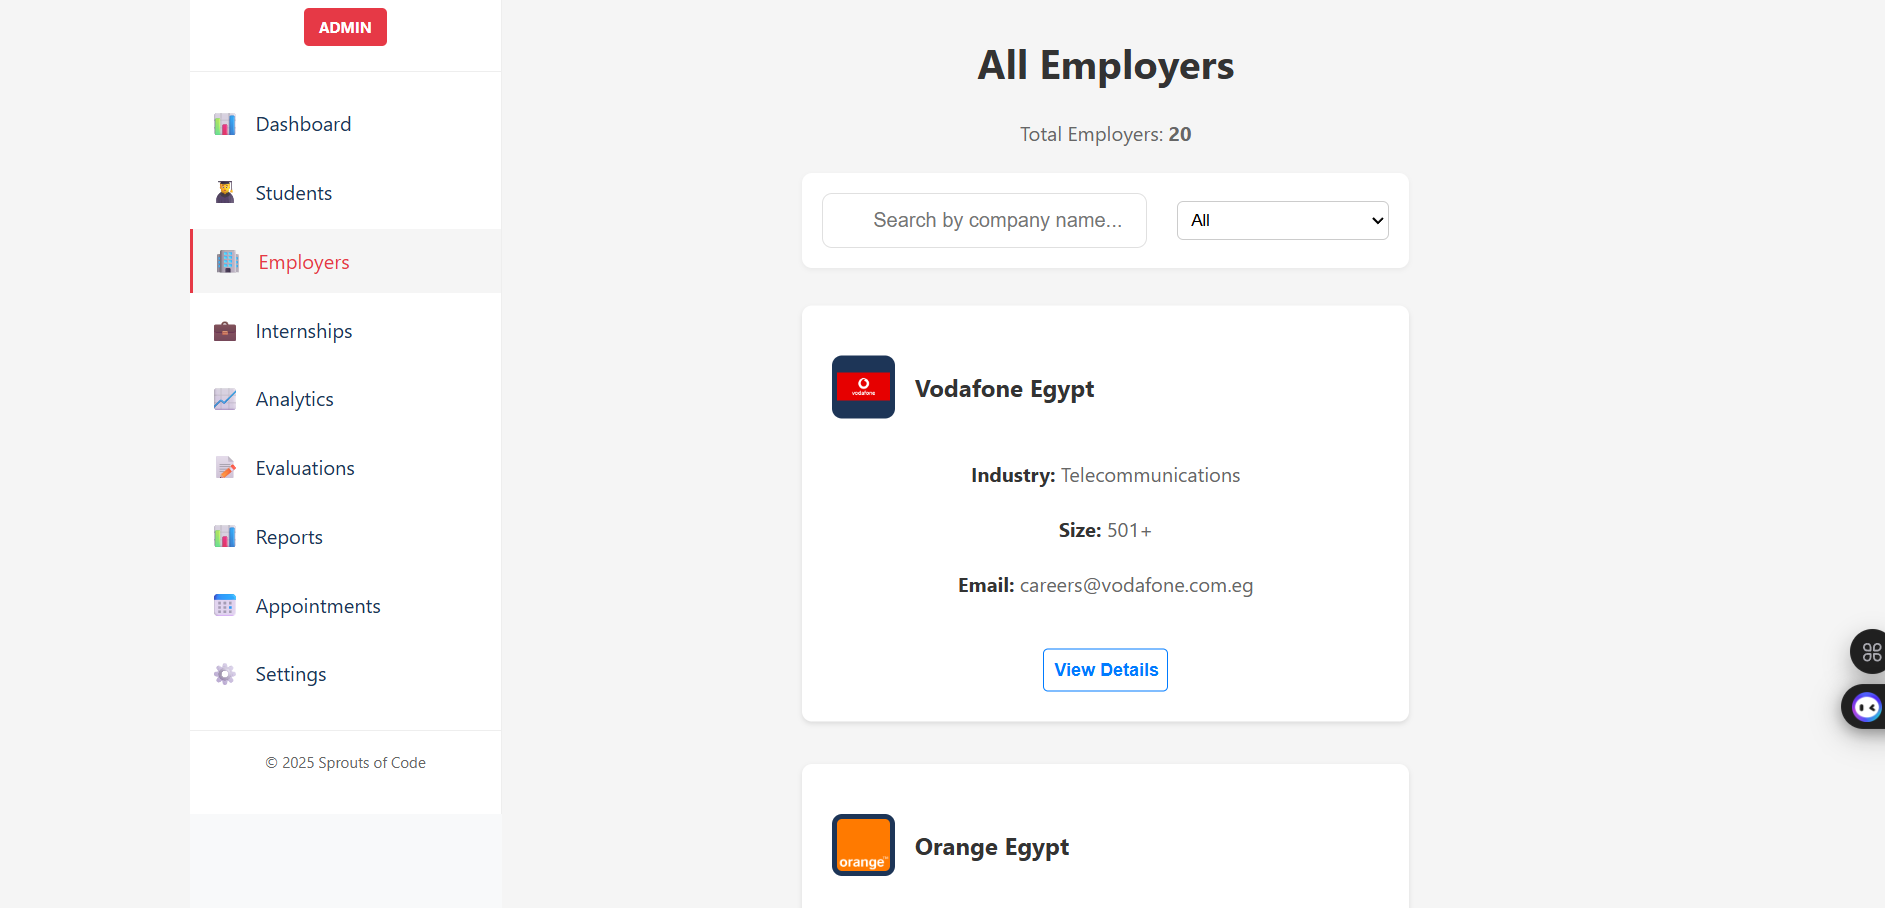 ADMIN
Dashboard
Students
Employers
Internships
Analytics
Evaluations
Reports
Appointments
Settings
© 2025 Sprouts of Code
All Employers
Total Employers: 20
Search by company name...
All
vodafone
Vodafone Egypt
Industry: Telecommunications
Size: 501+
Email: careers@vodafone.com.eg
View Details
orange™
Orange Egypt